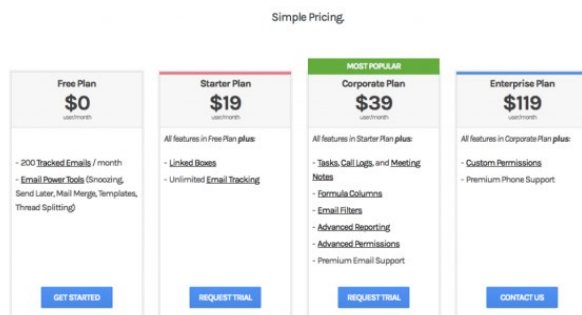 Simple Pricing.
Free Plan
$0
user/month
- 200 Tracked Emails / month
- Email Power Tools (Snoozing,
Send Later, Mail Merge, Templates,
Thread Splitting)
GET STARTED
Starter Plan
$19
user/month
All features in Free Plan plus:
- Linked Boxes
- Unlimited Email Tracking
REQUEST TRIAL
MOST POPULAR
Corporate Plan
$39
user/month
All features in Starter Plan plus:
- Tasks, Call Logs, and Meeting
Notes
- Formula Columns
- Email Filters
- Advanced Reporting
- Advanced Permissions
- Premium Email Support
REQUEST TRIAL
Enterprise Plan
$119
user/month
All features in Corporate Plan plus:
- Custom Permissions
- Premium Phone Support
CONTACT US